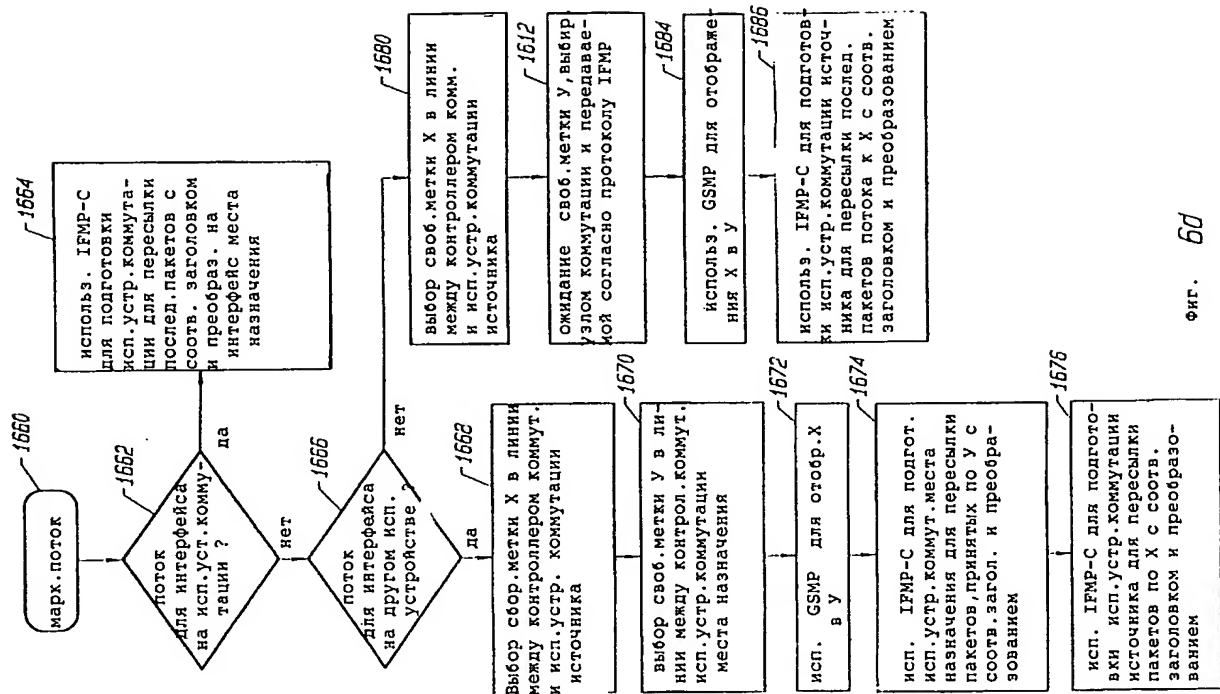 1660
марк.поток
1662
поток
для интерфейса
на исп.уст.комму-
тации ?
да
нет
1664
использ. IFMP-C
для подготовки
исп.устр.коммута-
ции для пересылки
послед.пакетов с
соотв. заголовком
и преобраз. на
интерфейс места
назначения
1666
поток
для интерфейса
на другом исп.
устройстве ?
нет
да
1668
Выбор сбор.метки X в линии
между контроллером коммут.
и исп.устр. коммутации
источника
1670
выбор своб.метки У в ли-
нии между контрол.коммут.
исп.устр.коммутации
места назначения
1672
исп. GSMP для отобр.X
в У
1674
исп. IFMP-C для подгот.
исп.устр.коммут.места
назначения для пересылки
пакетов,принятых по У с
соотв.загол. и преобра-
зованием
1676
исп. IFMP-C для подгото-
вки исп.устр.коммутации
источника для пересылки
пакетов по X с соотв.
заголовком и преобразо-
ванием
1680
выбор своб.метки X в линии
между контроллером комм.
и исп.устр.коммутации
источника
1612
ожидание своб.метки У,выбир
узлом коммутации и передавае-
мой согласно протоколу IFMP
1684
использ. GSMP для отображе-
ния X в у
1686
использ. IFMP-C для подготов-
ки исп.устр.коммутации источ-
ника для пересылки послед.
пакетов потока к X с соотв.
заголовком и преобразованием
фиг. 6d